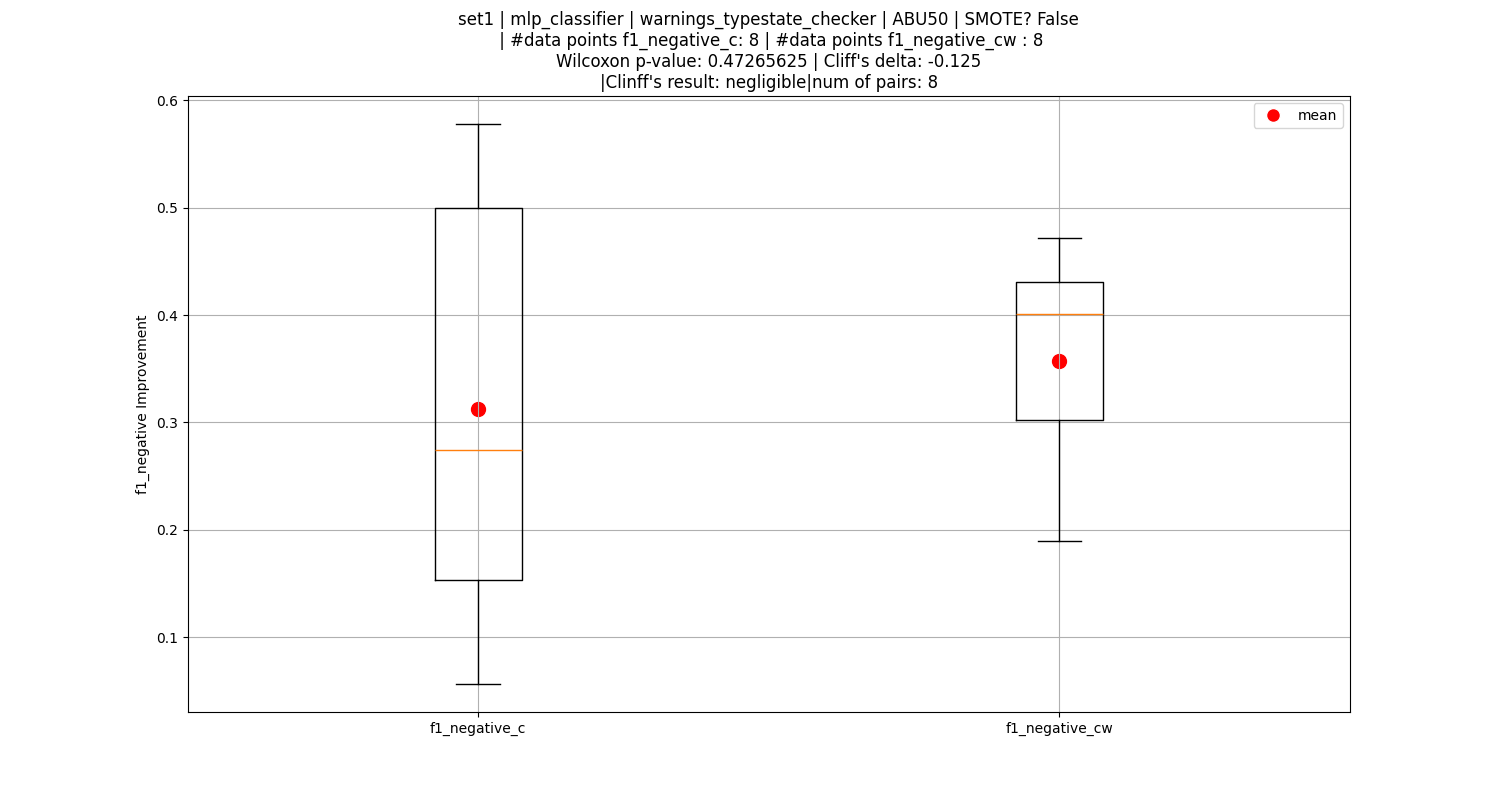 set1 | mlp_classifier | warnings_typestate_checker | ABU50 | SMOTE? False
| #data points f1_negative_c: 8 | #data points f1_negative_cw : 8
Wilcoxon p-value: 0.47265625 | Cliff's delta: -0.125
|Clinff's result: negligible|num of pairs: 8
mean
0.6
0.5
0.4
0.3
0.2
0.1
f1_negative Improvement
f1_negative_c
f1_negative_cw